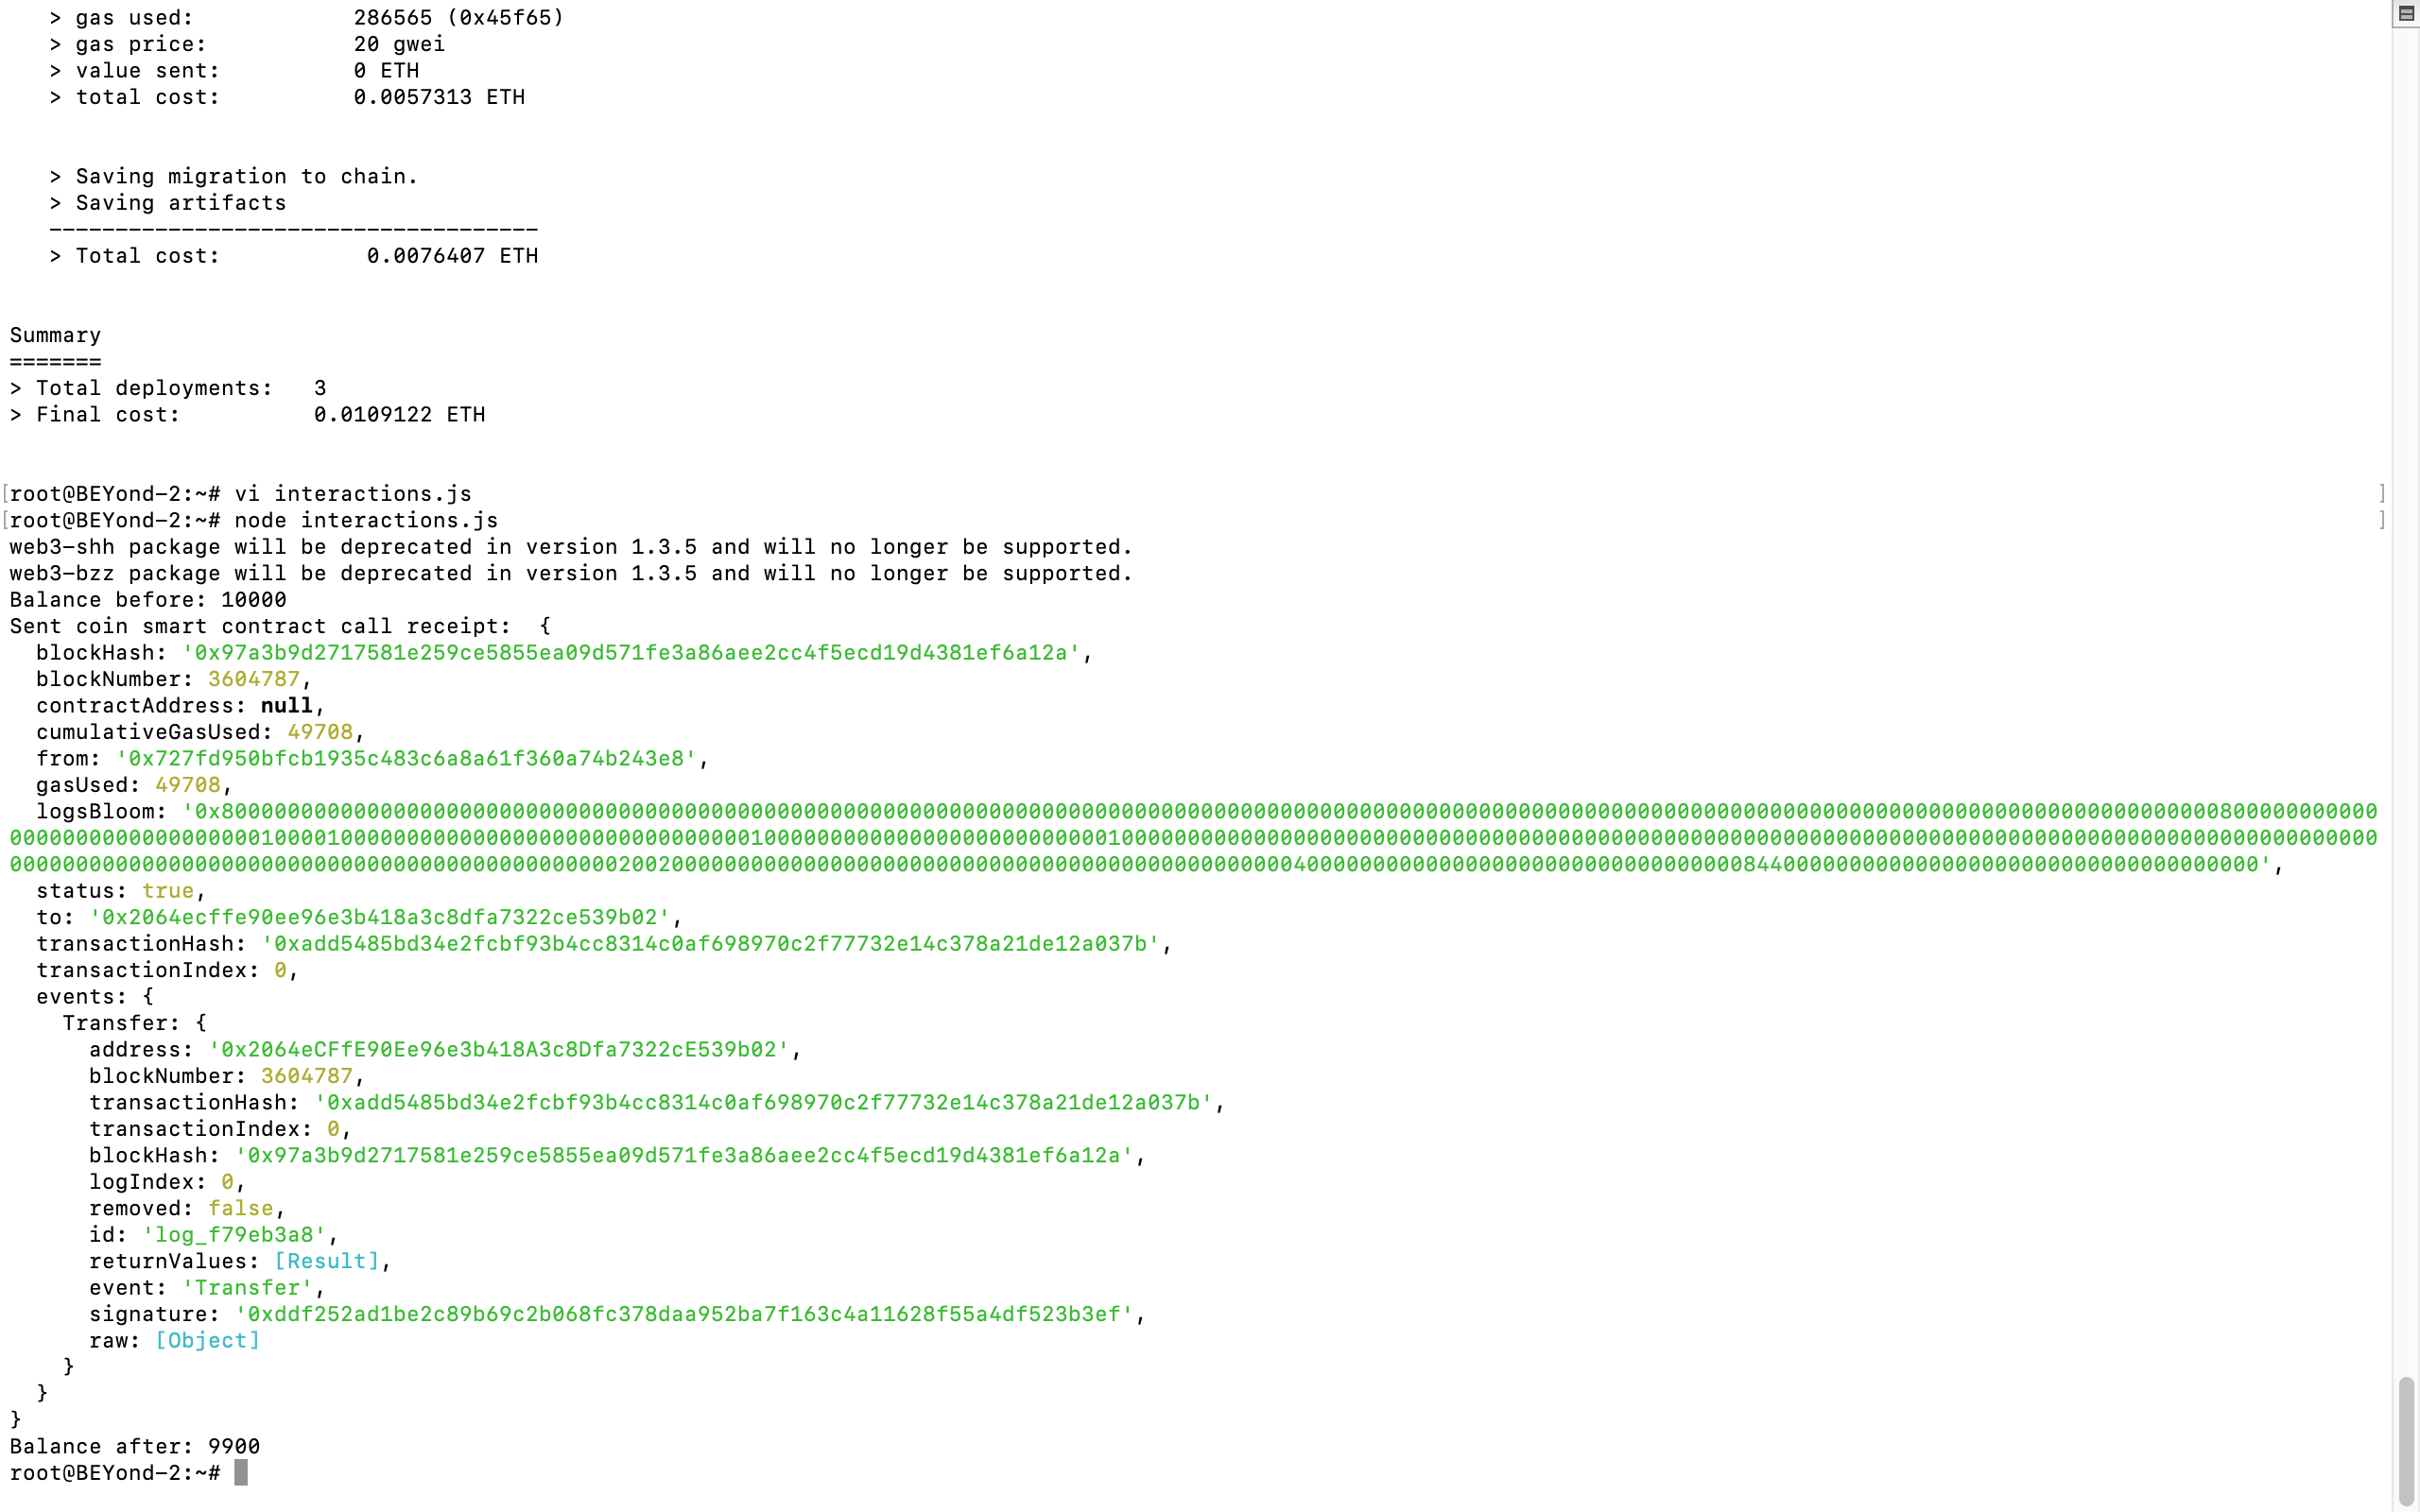 > gas used: 286565 (0x45f65)
> gas price: 20 gwei
> value sent: 0 ETH
> total cost: 0.0057313 ETH
> Saving migration to chain.
> Saving artifacts
-------------------------------------
> Total cost: 0.0076407 ETH
Summary
=======
> Total deployments: 3
> Final cost: 0.0109122 ETH
[root@BEYond-2:~# vi interactions.js ]
[root@BEYond-2:~# node interactions.js ]
web3-shh package will be deprecated in version 1.3.5 and will no longer be supported.
web3-bzz package will be deprecated in version 1.3.5 and will no longer be supported.
Balance before: 10000
Sent coin smart contract call receipt: {
blockHash: '0x97a3b9d2717581e259ce5855ea09d571fe3a86aee2cc4f5ecd19d4381ef6a12a',
blockNumber: 3604787,
contractAddress: null,
cumulativeGasUsed: 49708,
from: '0x727fd950bfcb1935c483c6a8a61f360a74b243e8',
gasUsed: 49708,
logsBloom:
status: true,
to: '0x2064ecffe90ee96e3b418a3c8dfa7322ce539b02',
transactionHash: '0xadd5485bd34e2fcbf93b4cc8314c0af698970c2f77732e14c378a21de12a037b',
transactionIndex: 0,
events: {
Transfer: {
address: '0x2064eCFfE90Ee96e3b418A3c8Dfa7322cE539b02',
blockNumber: 3604787,
transactionHash: '0xadd5485bd34e2fcbf93b4cc8314c0af698970c2f77732e14c378a21de12a037b',
transactionIndex: 0,
blockHash: '0x97a3b9d2717581e259ce5855ea09d571fe3a86aee2cc4f5ecd19d4381ef6a12a',
logIndex: 0,
removed: false,
id: 'log_f79eb3a8',
returnValues: [Result],
event: 'Transfer',
signature: '0xddf252ad1be2c89b69c2b068fc378daa952ba7f163c4a11628f55a4df523b3ef',
raw: [Object]
}
}
}
Balance after: 9900
root@BEYond-2:~#